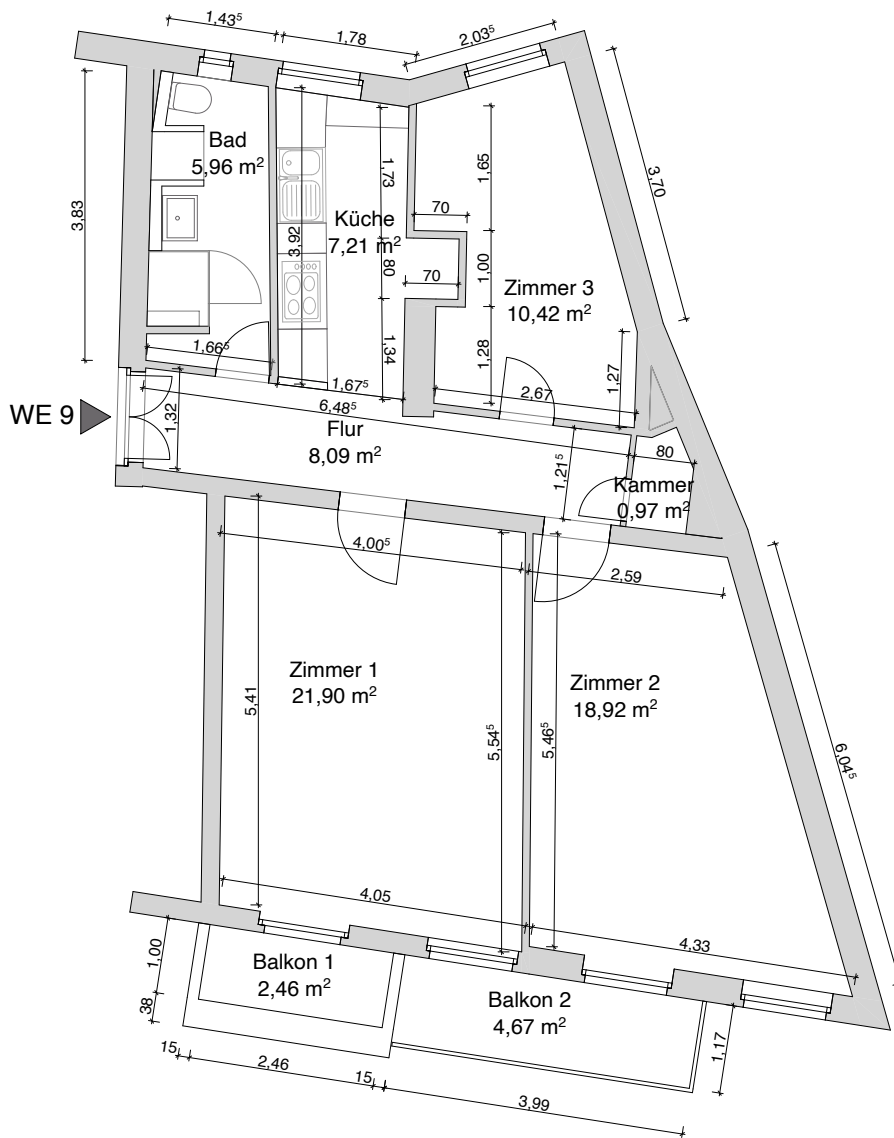 1,43⁵
1,78
2,03⁵
3,83
Bad
5,96 m²
3,92
1,73
Küche
7,21 m²
80
1,34
70
70
1,65
1,00
1,28
Zimmer 3
10,42 m²
3,70
1,27
1,66⁵
1,67⁵
2,67
6,48⁵
WE 9
1,32
Flur
8,09 m²
1,21⁵
80
Kammer
0,97 m²
4,00⁵
2,59
Zimmer 1
21,90 m²
5,41
5,54⁵
5,46⁵
Zimmer 2
18,92 m²
6,04⁵
4,05
4,33
1,00
38
Balkon 1
2,46 m²
Balkon 2
4,67 m²
1,17
15
2,46
15
3,99